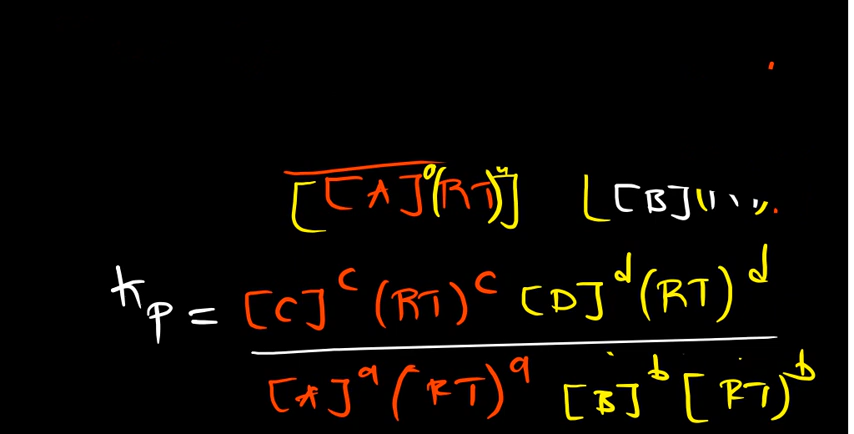 [[A]ᵃ(RT)ᵃ] [[B](
Kp = [C]ᶜ(RT)ᶜ [D]ᵈ(RT)ᵈ
[A]ᵃ(RT)ᵃ [B]ᵇ[RT)ᵇ